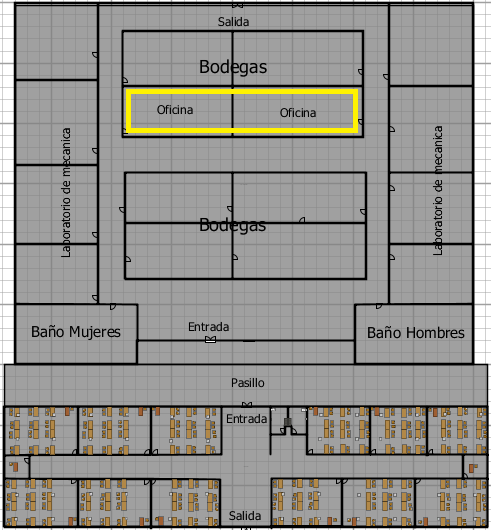 Salida
Bodegas
Oficina
Oficina
Laboratorio de mecanica
Laboratorio de mecanica
Bodegas
Entrada
Baño Mujeres
Baño Hombres
Pasillo
Entrada
Salida